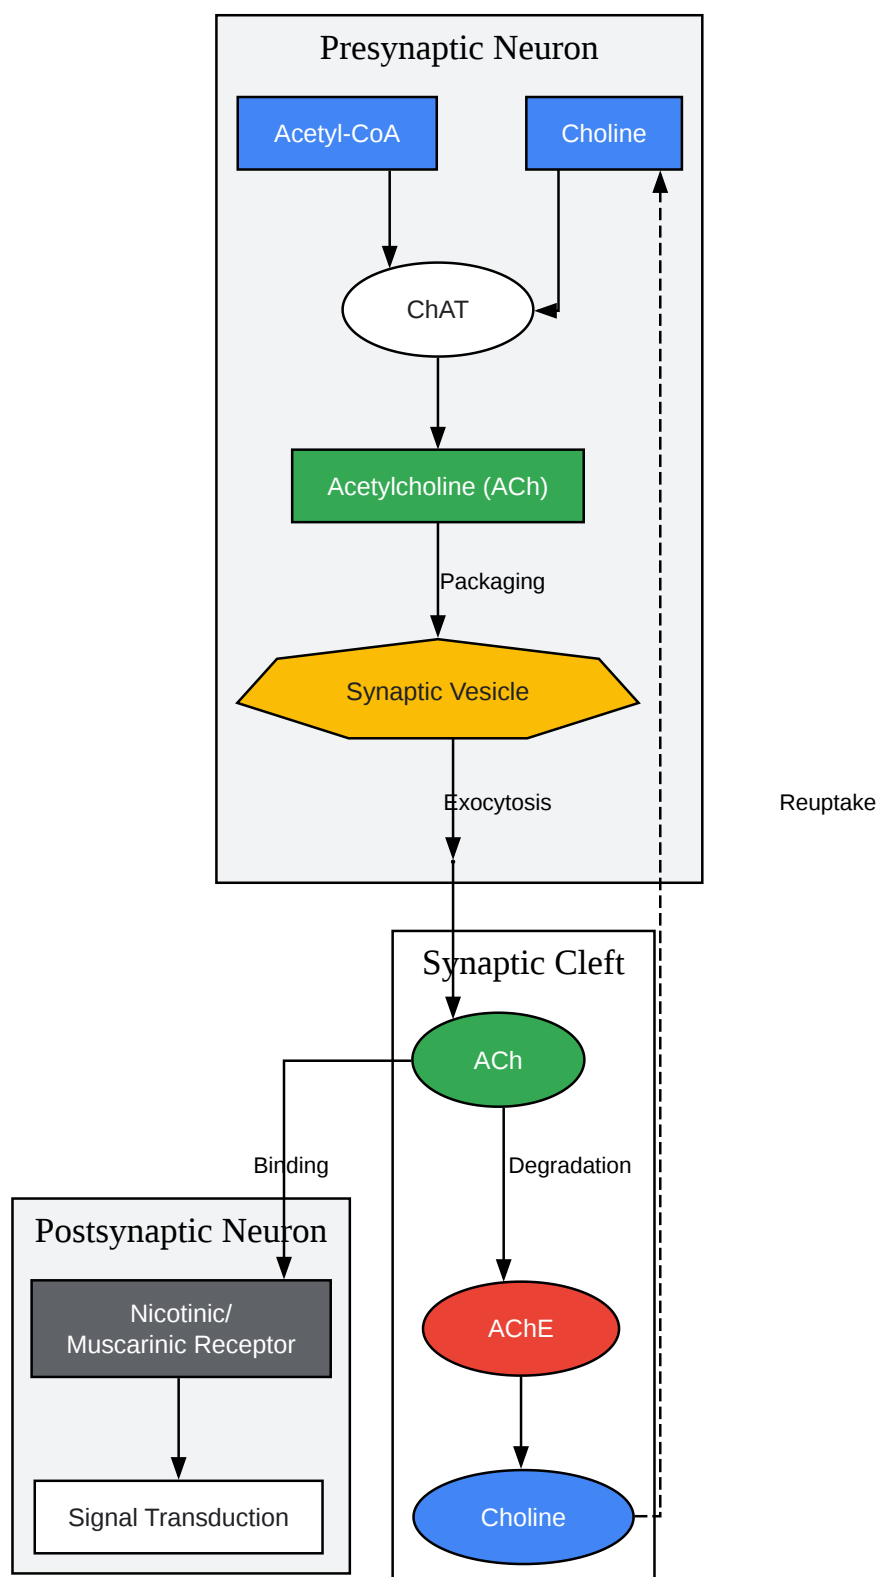 Presynaptic Neuron
Acetyl-CoA
Choline
ChAT
Acetylcholine (ACh)
Packaging
Synaptic Vesicle
Exocytosis
Reuptake
Synaptic Cleft
ACh
Binding
Degradation
Postsynaptic Neuron
Nicotinic/
Muscarinic Receptor
AChE
Signal Transduction
Choline